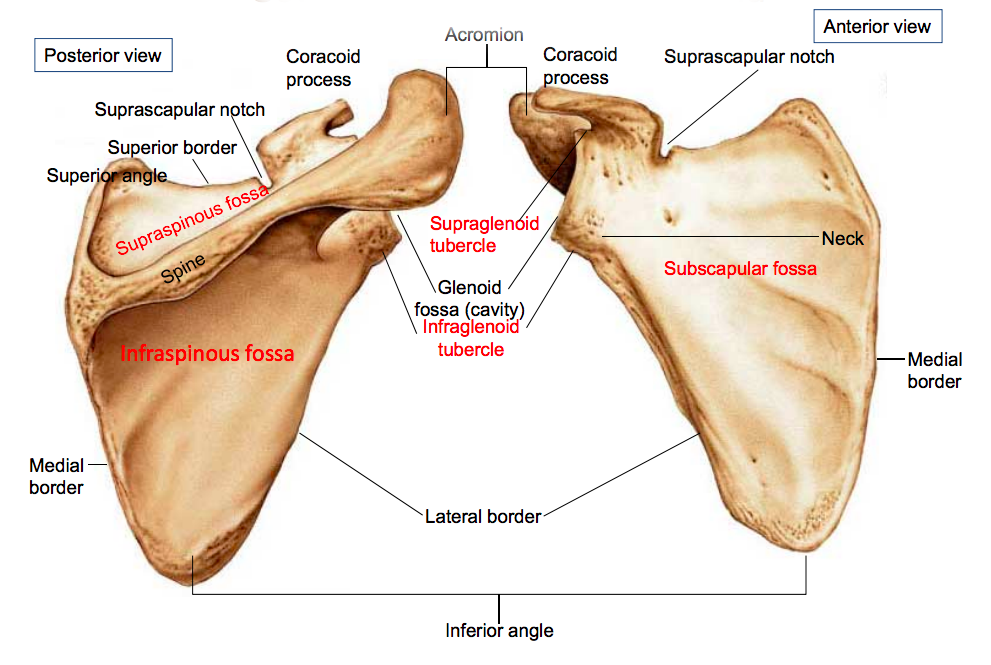 Acromion
Posterior view
Anterior view
Coracoid
process
Coracoid
process
Suprascapular notch
Suprascapular notch
Superior border
Superior angle
Supraspinous fossa
Spine
Supraglenoid
tubercle
Neck
Subscapular fossa
Glenoid
fossa (cavity)
Infraglenoid
tubercle
Infraspinous fossa
Medial
border
Medial
border
Lateral border
Inferior angle